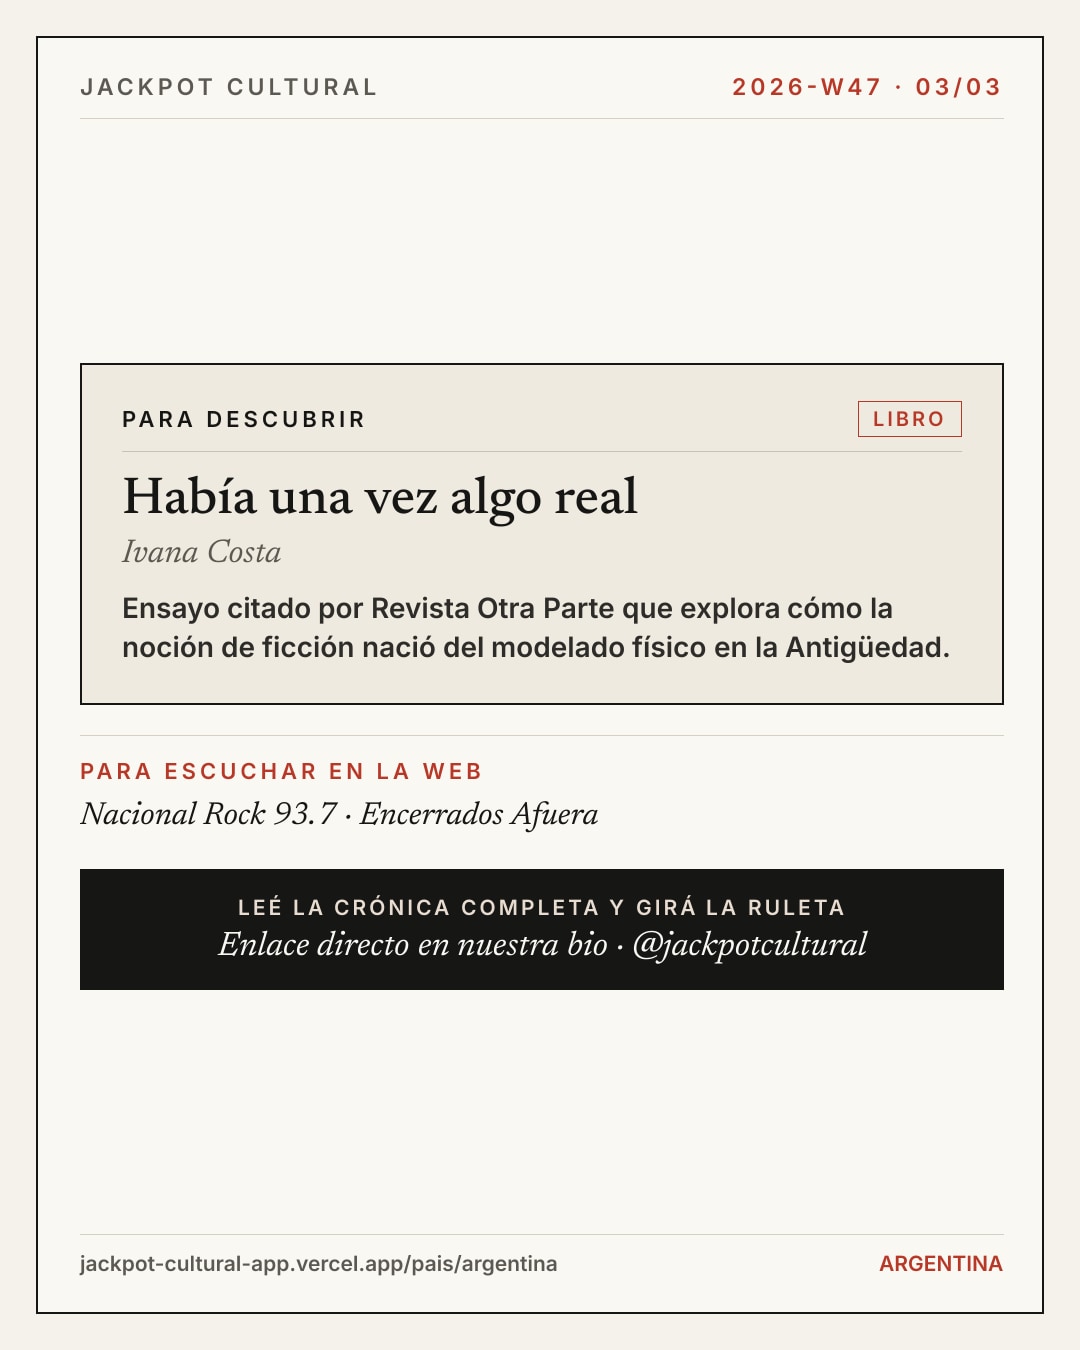 JACKPOT CULTURAL
2026-W47 · 03/03
PARA DESCUBRIR
LIBRO
Había una vez algo real
Ivana Costa
Ensayo citado por Revista Otra Parte que explora cómo la
noción de ficción nació del modelado físico en la Antigüedad.
PARA ESCUCHAR EN LA WEB
Nacional Rock 93.7 · Encerrados Afuera
LEÉ LA CRÓNICA COMPLETA Y GIRÁ LA RULETA
Enlace directo en nuestra bio · @jackpotcultural
jackpot-cultural-app.vercel.app/pais/argentina
ARGENTINA